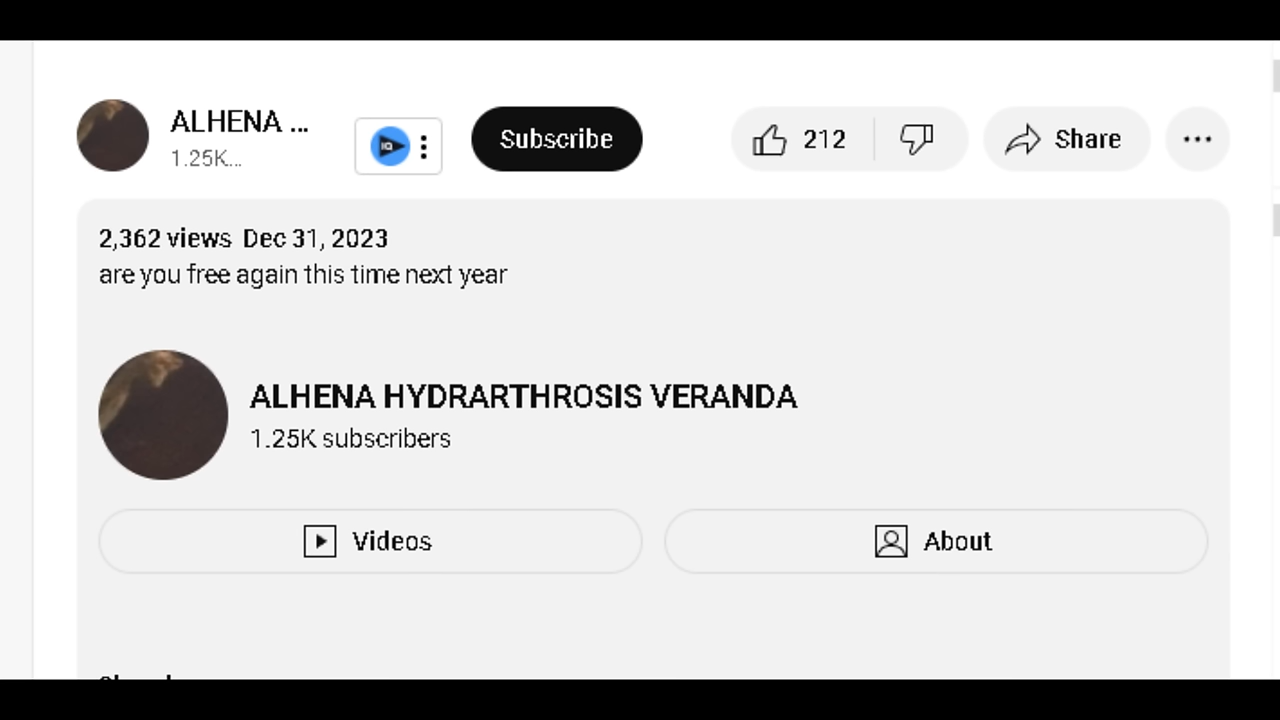 ALHENA ...
1.25K...
IQ
Subscribe
212
Share
2,362 views Dec 31, 2023
are you free again this time next year
ALHENA HYDRARTHROSIS VERANDA
1.25K subscribers
Videos
About